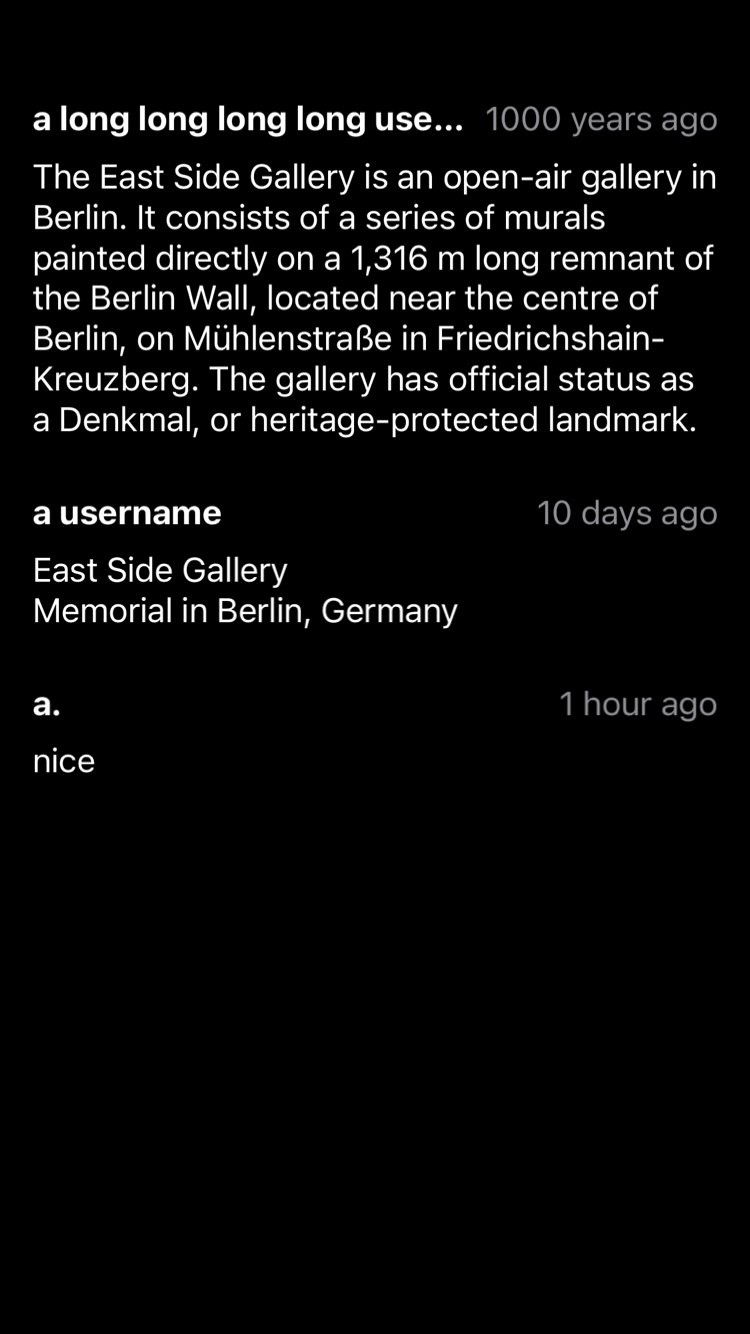 a long long long long use... 1000 years ago
The East Side Gallery is an open-air gallery in
Berlin. It consists of a series of murals
painted directly on a 1,316 m long remnant of
the Berlin Wall, located near the centre of
Berlin, on Mühlenstraße in Friedrichshain-
Kreuzberg. The gallery has official status as
a Denkmal, or heritage-protected landmark.
a username 10 days ago
East Side Gallery
Memorial in Berlin, Germany
a. 1 hour ago
nice